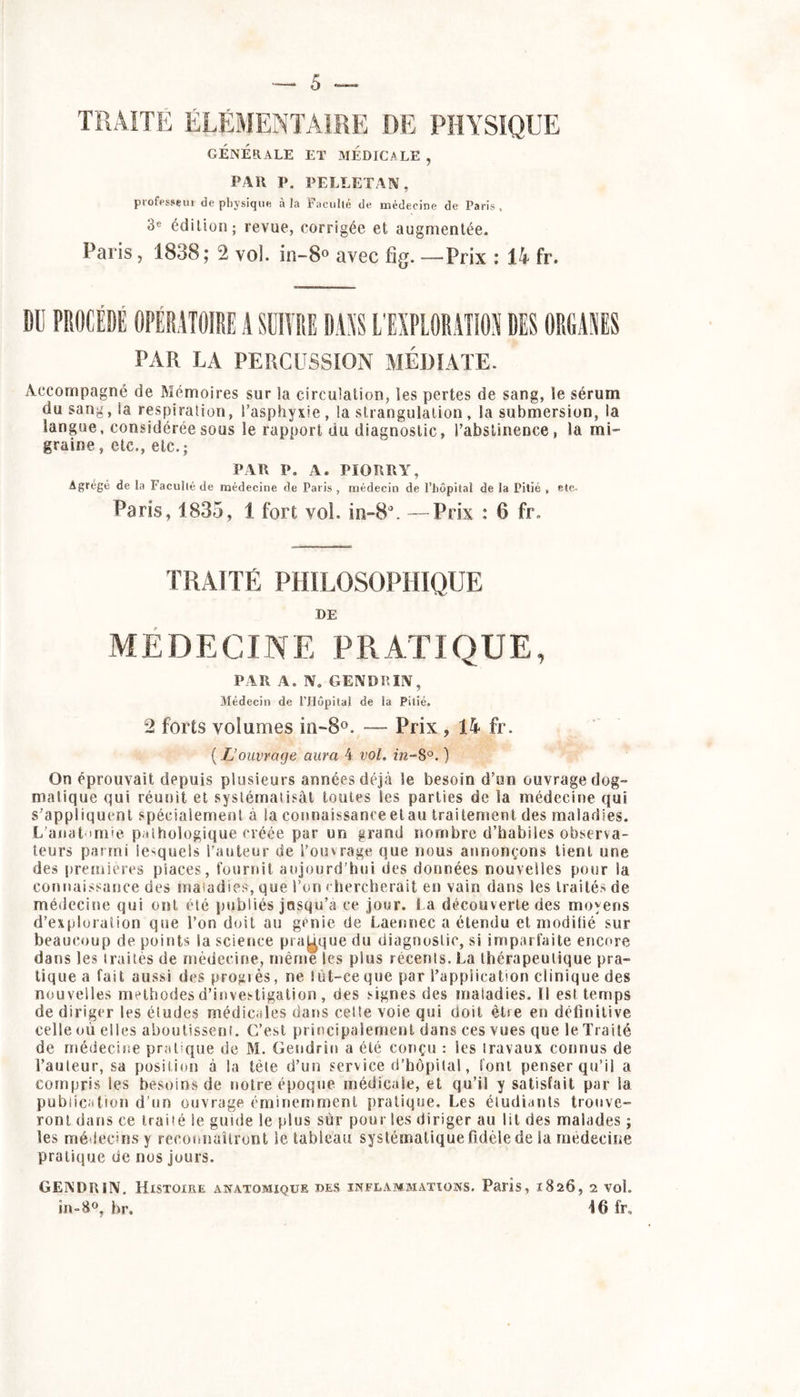 — 5 —
TRAITÉ ÉLÉMENTAIRE DE PHYSIQUE
GÉNÉRALE ET MÉDICALE ,
PAR P. PELLETAN,
professeur de physique à la Faculté de médecine de Paris,
3e édition; revue, corrigée et augmentée.
Paris, 1838; 2 vol. in-8° avec fig. —Prix : 14 fr.
DU PROCÉDÉ OPÉRATOIRE A SUIVRE DANS L'EXPLORATION DES ORGANES
PAR LA PERCUSSION MÉDIATE.
Accompagné de Mémoires sur la circulation, les pertes de sang, le sérum
du sang, la respiration, l'asphyxie, la strangulation, la submersion, la
langue, considérée sous le rapport du diagnostic, l'abstinence, la mi-
graine, etc., etc.;
PAR P. A. PIORRY,
Agrégé de la Faculté de médecine de Paris, médecin de l'hôpital de la Pitié, etc.
Paris, 1835, 1 fort vol. in-8°. —Prix : 6 fr.
TRAITÉ PHILOSOPHIQUE
DE
MÉDECINE PRATIQUE,
PAR A. N. GENDRIN,
Médecin de l'Hôpital de la Pitié.
2 forts volumes in-8°. — Prix, 14 fr.
( L'ouvrage aura 4 vol. in-8°. )
On éprouvait depuis plusieurs années déjà le besoin d'un ouvrage dog-
matique qui réunit et systématisât toutes les parties de la médecine qui
s'appliquent spécialement à la connaissance et au traitement des maladies.
L'anatomie pathologique créée par un grand nombre d'habiles observa-
teurs parmi lesquels l'auteur de l'ouvrage que nous annonçons tient une
des premières places, fournit aujourd'hui des données nouvelles pour la
connaissance des maladies, que l'on chercherait en vain dans les traités de
médecine qui ont été publiés jusqu'à ce jour. La découverte des moyens
d'exploration que l'on doit au génie de Laennec a étendu et modifié sur
beaucoup de points la science pratique du diagnostic, si imparfaite encore
dans les traités de médecine, même les plus récents. La thérapeutique pra-
tique a fait aussi des progrès, ne fût-ce que par l'application clinique des
nouvelles méthodes d'investigation, des signes des maladies. Il est temps
de diriger les études médicales dans cette voie qui doit être en définitive
celle où elles aboutissent. C'est principalement dans ces vues que le Traité
de médecine pratique de M. Gendrin a été conçu : les travaux connus de
l'auteur, sa position à la tête d'un service d'hôpital, font penser qu'il a
compris les besoins de notre époque médicale, et qu'il y satisfait par la
publication d'un ouvrage éminemment pratique. Les étudiants trouve-
ront dans ce traité le guide le plus sûr pour les diriger au lit des malades ;
les médecins y reconnaîtront le tableau systématique fidèle de la médecine
pratique de nos jours.
GENDRIN. HISTOIRE ANATOMIQUE DES INFLAMMATIONS. Paris, 1826, 2 vol.
in-8°, br. 16 fr.